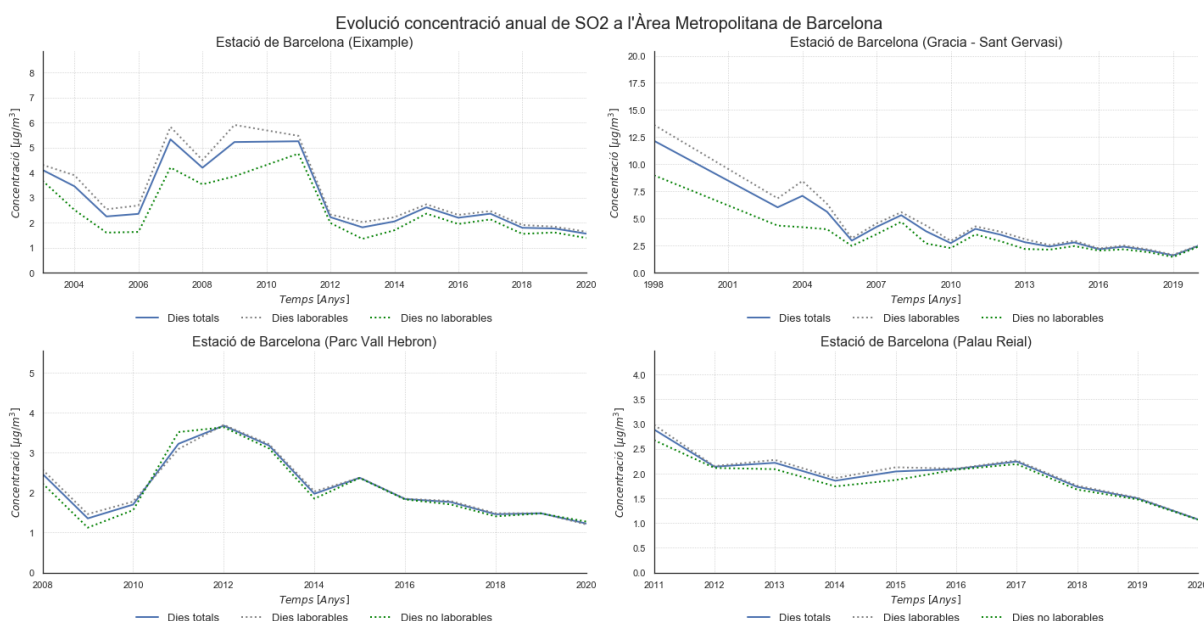 Evolució concentració anual de SO2 a l'Àrea Metropolitana de Barcelona
Estació de Barcelona (Eixample)
8
7
6
5
4
3
2
1
0
Concentració [µg/m³]
2004 2006 2008 2010 2012 2014 2016 2018 2020
Temps [Anys]
Dies totals Dies laborables Dies no laborables
Estació de Barcelona (Gracia - Sant Gervasi)
20.0
17.5
15.0
12.5
10.0
7.5
5.0
2.5
0.0
Concentració [µg/m³]
1998 2001 2004 2007 2010 2013 2016 2019
Temps [Anys]
Dies totals Dies laborables Dies no laborables
Estació de Barcelona (Parc Vall Hebron)
5
4
3
2
1
0
Concentració [µg/m³]
2008 2010 2012 2014 2016 2018 2020
Temps [Anys]
Dies totals Dies laborables Dies no laborables
Estació de Barcelona (Palau Reial)
4.0
3.5
3.0
2.5
2.0
1.5
1.0
0.5
0.0
Concentració [µg/m³]
2011 2012 2013 2014 2015 2016 2017 2018 2019 2020
Temps [Anys]
Dies totals Dies laborables Dies no laborables